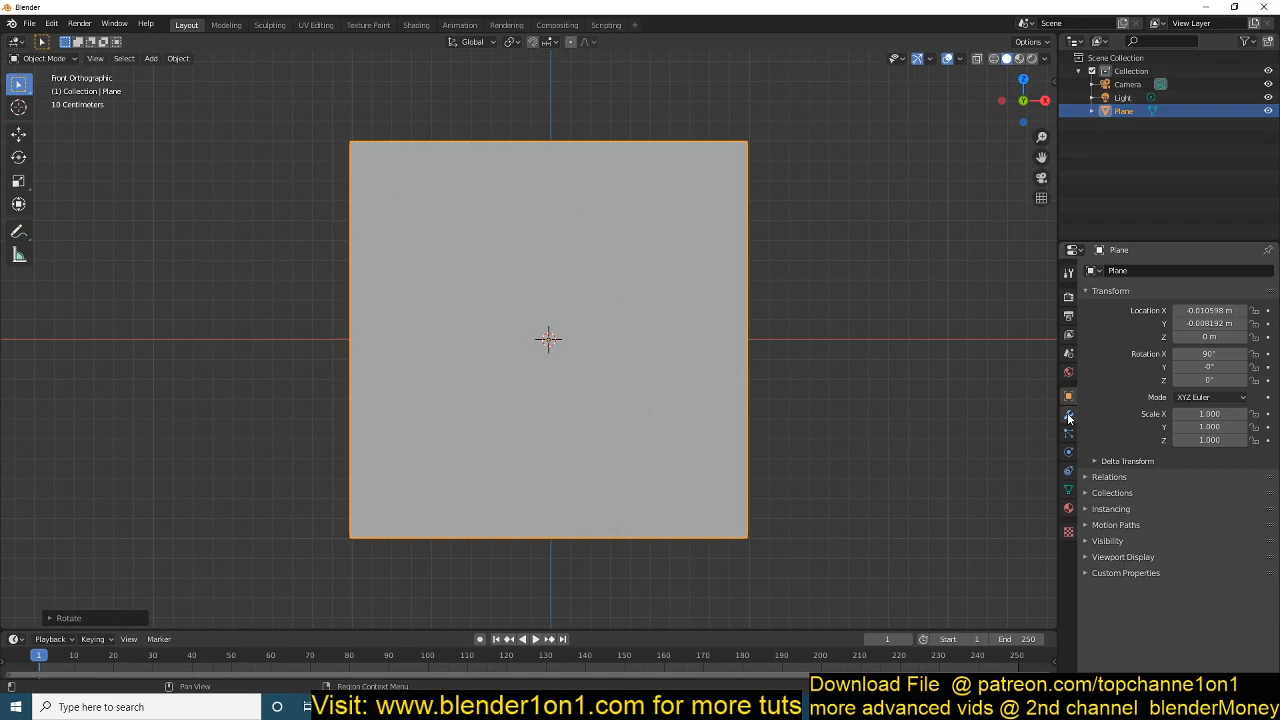 Blender
File Edit Render Window Help Layout Modeling Sculpting UV Editing Texture Paint Shading Animation Rendering Compositing Scripting Scene View Layer
Global Options
Object Mode View Select Add Object
Front Orthographic
(1) Collection | Plane
10 Centimeters
Z
Y
X
Scene Collection
Collection
Camera
Light
Plane
Plane
Plane
Transform
Location X -0.010598 m
Y -0.008192 m
Z 0 m
Rotation X 90°
Y -0°
Z 0°
Mode XYZ Euler
Scale X 1.000
Y 1.000
Z 1.000
Delta Transform
Relations
Collections
Instancing
Motion Paths
Visibility
Viewport Display
Custom Properties
Rotate
Playback Keying View Marker 1 Start 1 End 250
1 10 20 30 40 50 60 70 80 90 100 110 120 130 140 150 160 170 180 190 200 210 220 230 240 250
Pan View Region Context Menu
Type here to search
Visit: www.blender1on1.com for more tuts
Download File @ patreon.com/topchanne1on1
more advanced vids @ 2nd channel blenderMoney